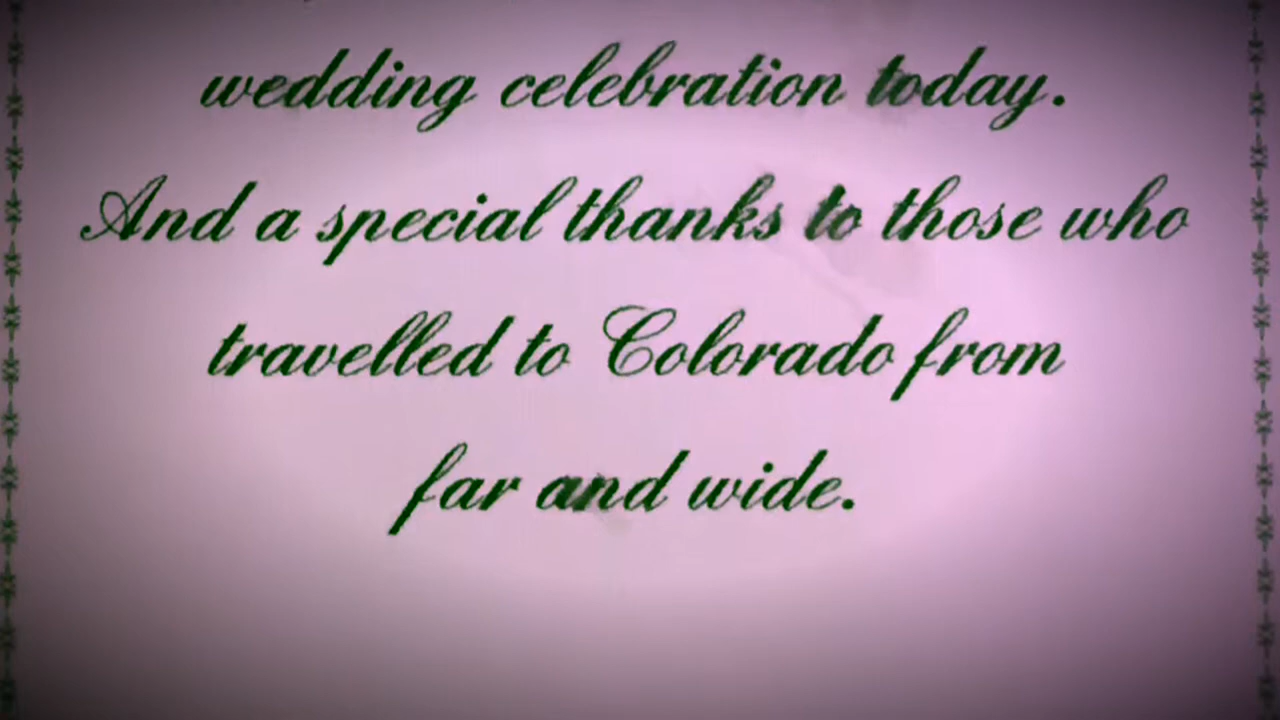 wedding celebration today.
And a special thanks to those who
travelled to Colorado from
far and wide.